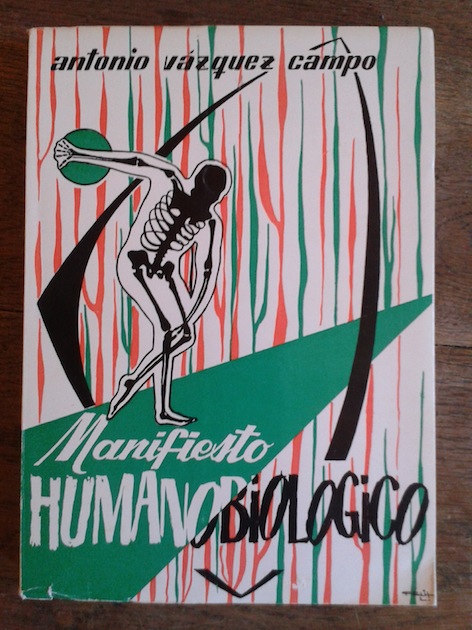 antonio vázquez campo
Manifiesto
HUMANOBIOLOGICO